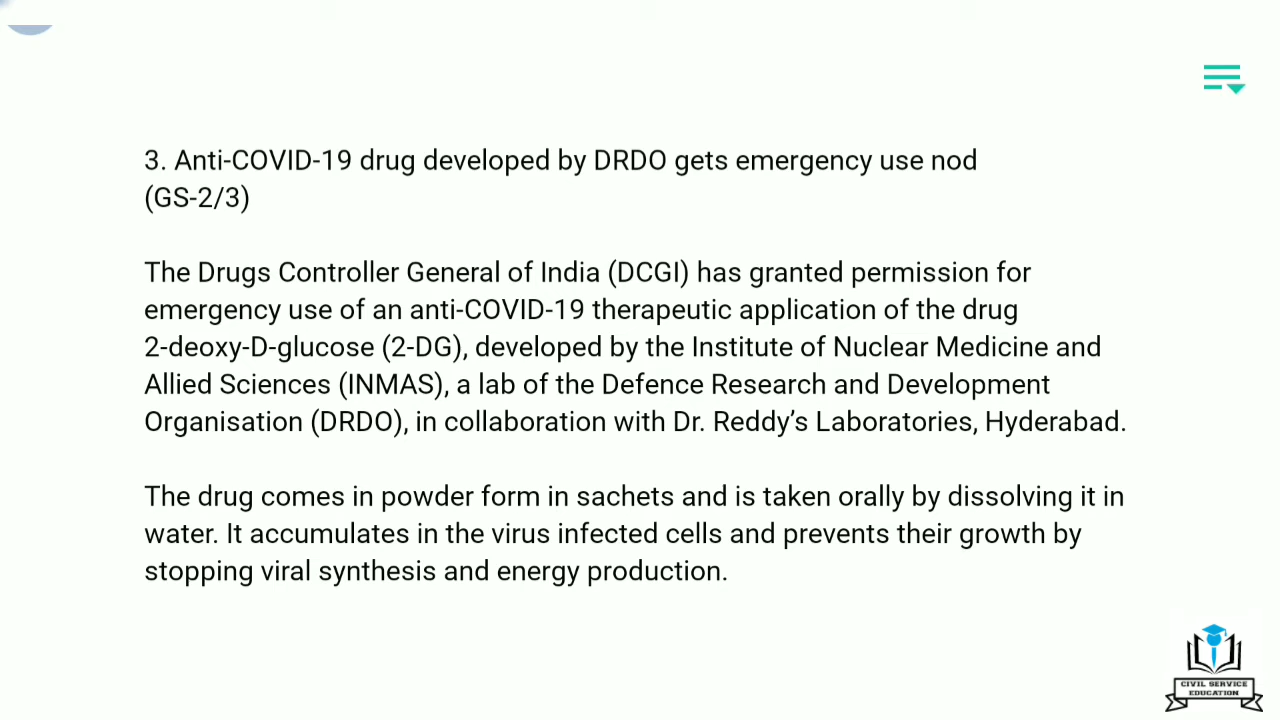 3. Anti-COVID-19 drug developed by DRDO gets emergency use nod
(GS-2/3)
The Drugs Controller General of India (DCGI) has granted permission for
emergency use of an anti-COVID-19 therapeutic application of the drug
2-deoxy-D-glucose (2-DG), developed by the Institute of Nuclear Medicine and
Allied Sciences (INMAS), a lab of the Defence Research and Development
Organisation (DRDO), in collaboration with Dr. Reddy’s Laboratories, Hyderabad.
The drug comes in powder form in sachets and is taken orally by dissolving it in
water. It accumulates in the virus infected cells and prevents their growth by
stopping viral synthesis and energy production.
CIVIL SERVICE
EDUCATION